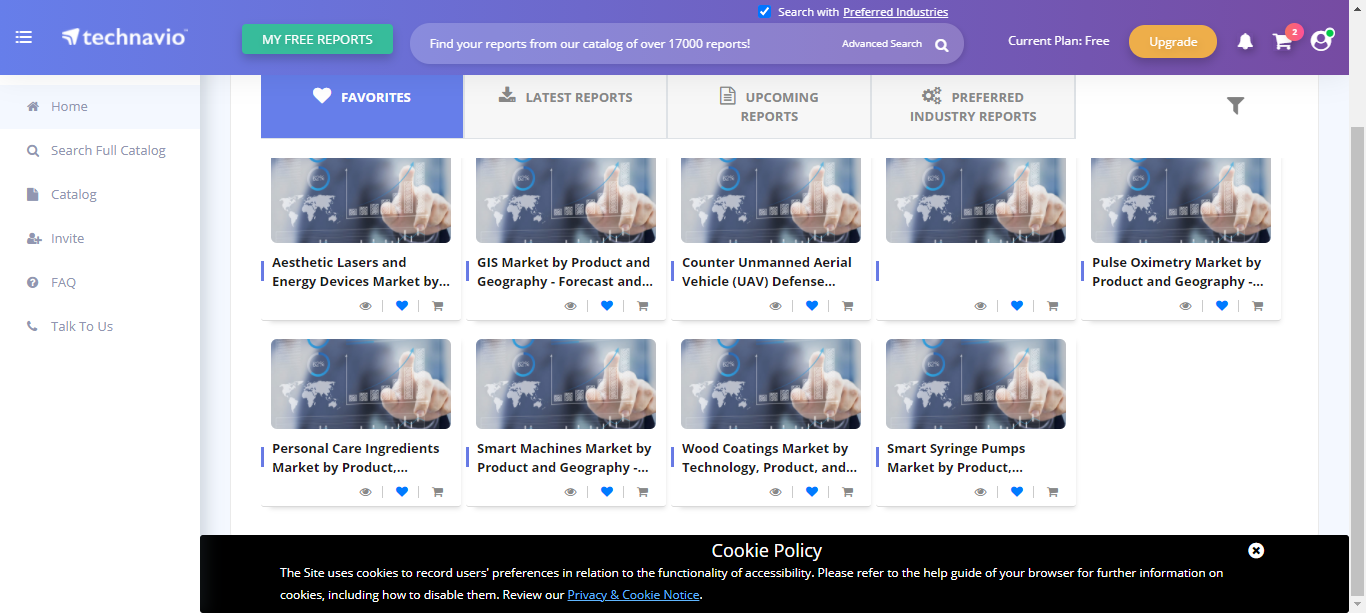 Search with Preferred Industries
technavio
MY FREE REPORTS
Find your reports from our catalog of over 17000 reports!
Advanced Search
Current Plan: Free
Upgrade
2
Home
Search Full Catalog
Catalog
Invite
FAQ
Talk To Us
FAVORITES
LATEST REPORTS
UPCOMING
REPORTS
PREFERRED
INDUSTRY REPORTS
Aesthetic Lasers and
Energy Devices Market by...
GIS Market by Product and
Geography - Forecast and...
Counter Unmanned Aerial
Vehicle (UAV) Defense...
Pulse Oximetry Market by
Product and Geography -...
Personal Care Ingredients
Market by Product,...
Smart Machines Market by
Product and Geography -...
Wood Coatings Market by
Technology, Product, and...
Smart Syringe Pumps
Market by Product,...
Cookie Policy
The Site uses cookies to record users' preferences in relation to the functionality of accessibility. Please refer to the help guide of your browser for further information on
cookies, including how to disable them. Review our Privacy & Cookie Notice.